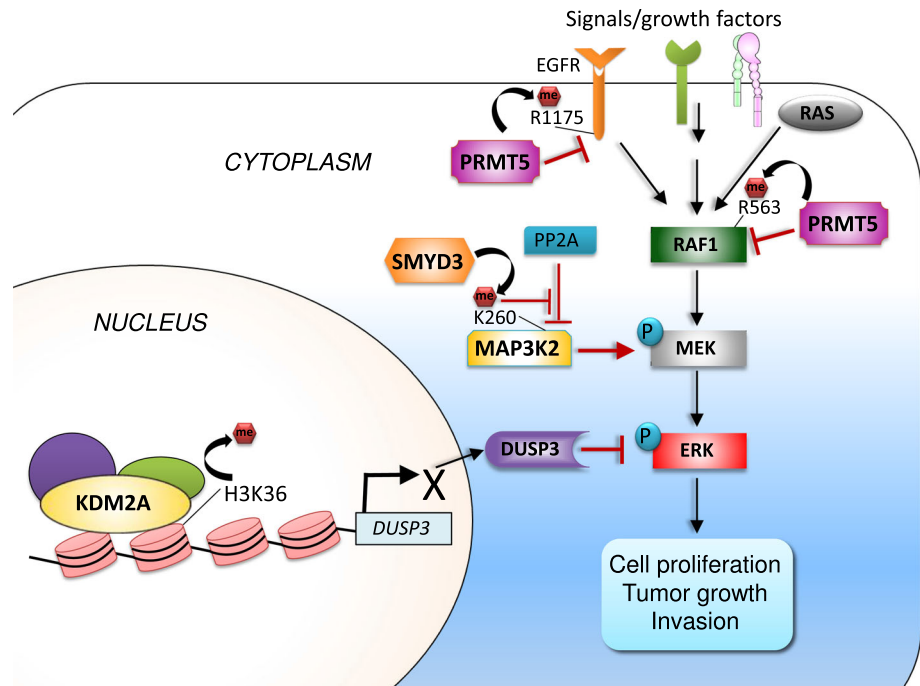 Signals/growth factors
EGFR
me
R1175
RAS
PRMT5
CYTOPLASM
me
R563
PRMT5
RAF1
PP2A
SMYD3
me
K260
MAP3K2
P
MEK
NUCLEUS
P
ERK
DUSP3
me
KDM2A
H3K36
X
DUSP3
Cell proliferation
Tumor growth
Invasion